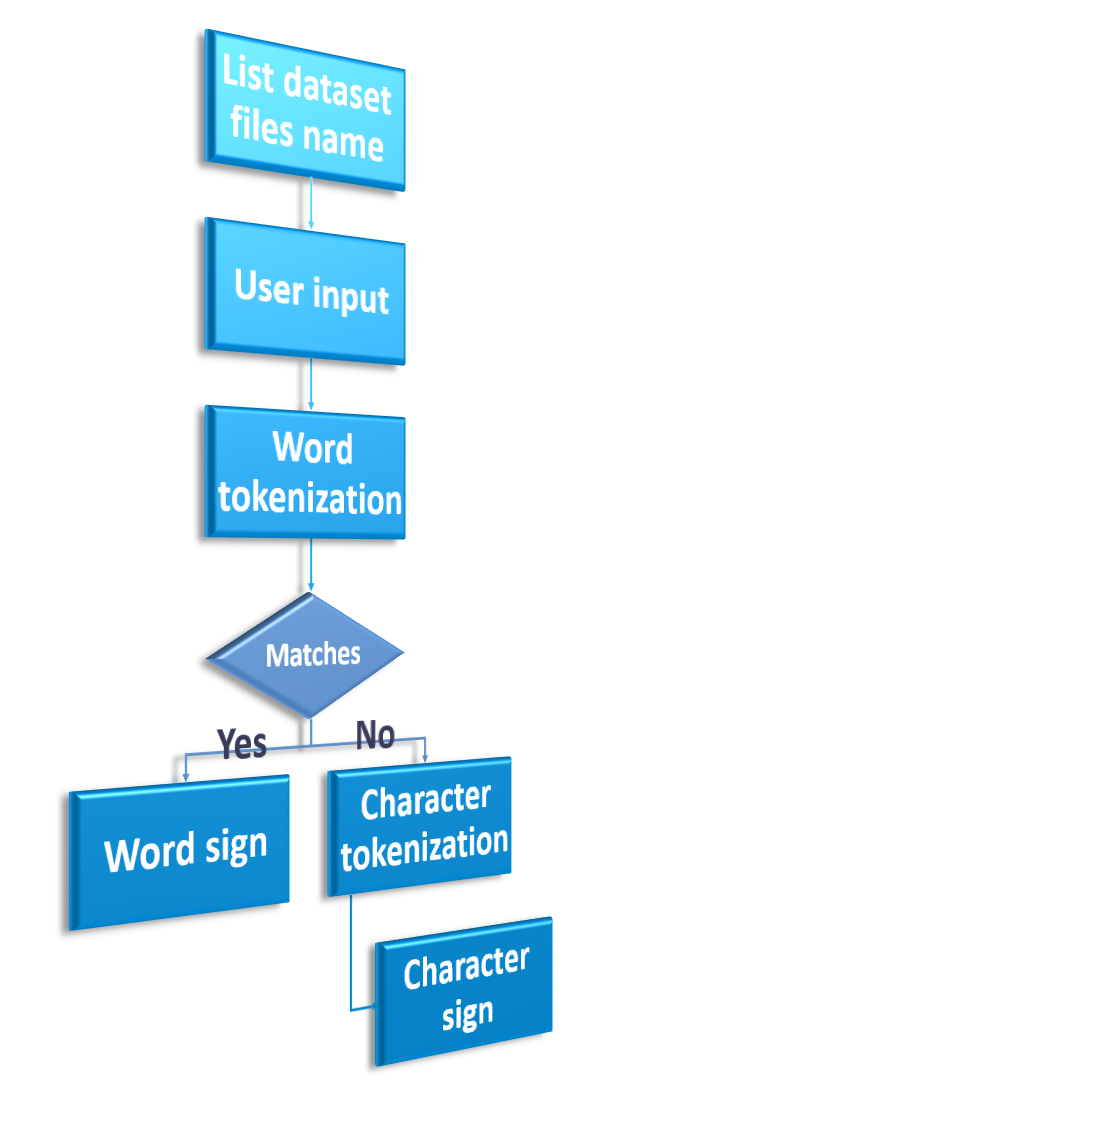 List dataset
files name
User input
Word
tokenization
Matches
Yes
No
Word sign
Character
tokenization
Character
sign